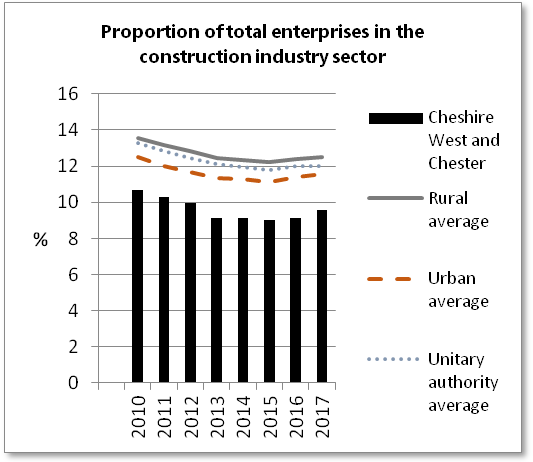 Proportion of total enterprises in the
construction industry sector
16
14
12
10
8
6
4
2
0
%
2010
2011
2012
2013
2014
2015
2016
2017
Cheshire
West and
Chester
Rural
average
Urban
average
Unitary
authority
average